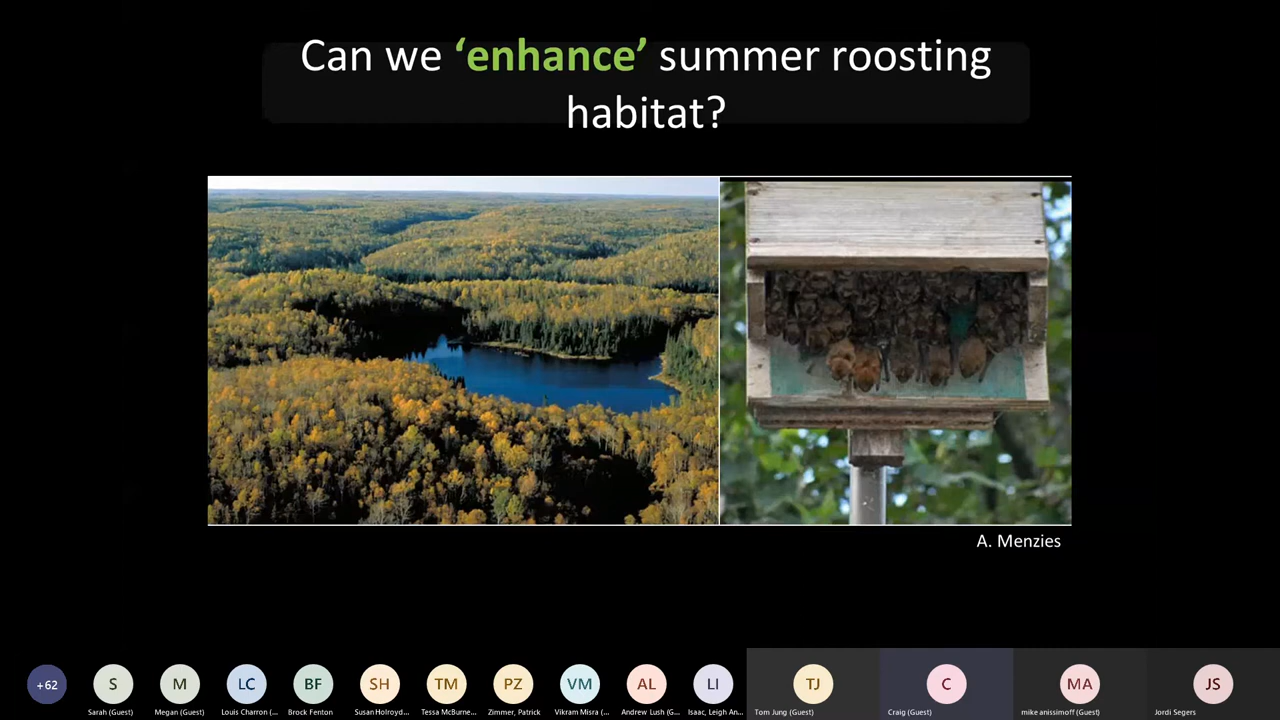 Can we ‘enhance’ summer roosting
habitat?
A. Menzies
+62
S
M
LC
BF
SH
TM
PZ
VM
AL
LI
TJ
C
MA
JS
Sarah (Guest)
Megan (Guest)
Louis Charron (...
Brock Fenton
Susan Holroyd...
Tessa McBurne...
Zimmer, Patrick
Vikram Misra (...
Andrew Lush (G...
Isaac, Leigh An...
Tom Jung (Guest)
Craig (Guest)
mike anissimoff (Guest)
Jordi Segers